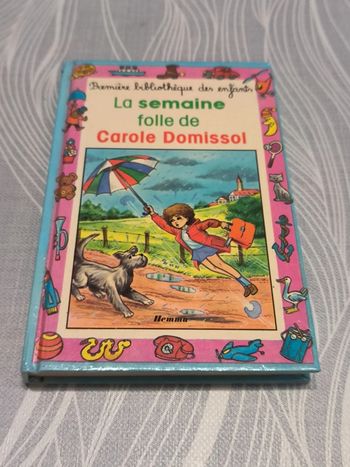 Première bibliothèque des enfants
La semaine
folle de
Carole Domissol
Hemma